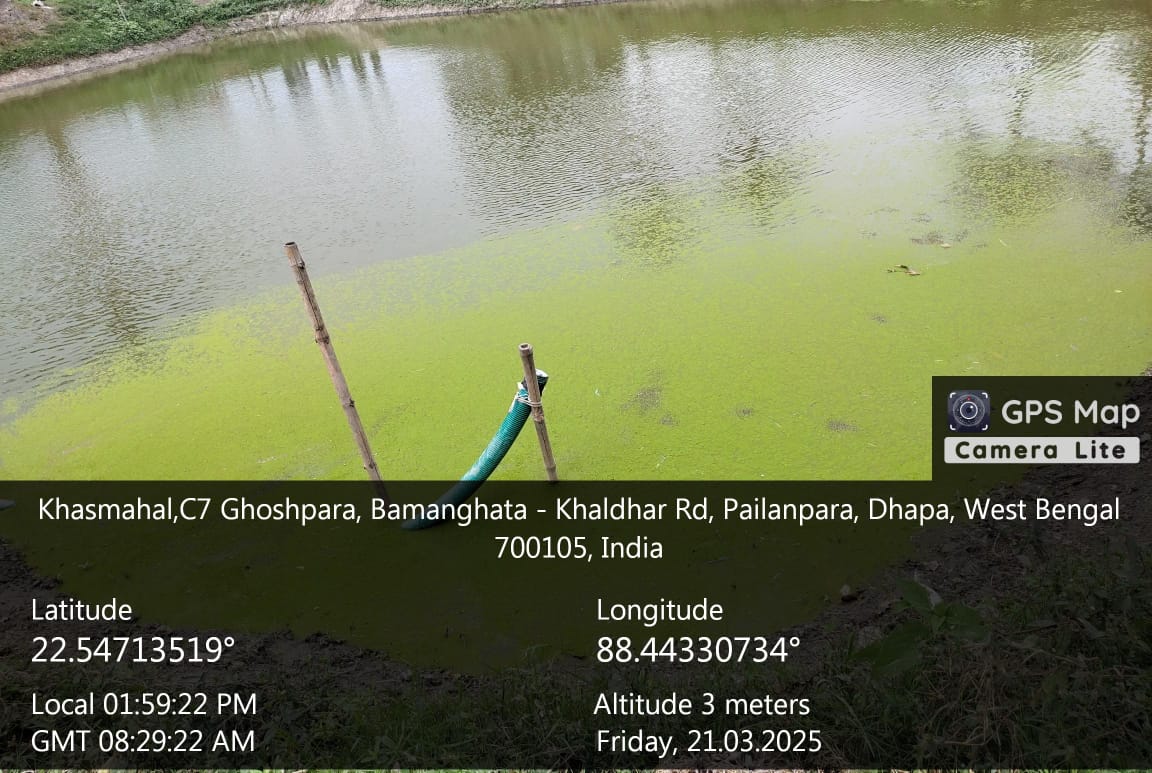 GPS Map
Camera Lite
Khasmahal,C7 Ghoshpara, Bamanghata - Khaldhar Rd, Pailanpara, Dhapa, West Bengal
700105, India
Latitude
22.54713519°
Longitude
88.44330734°
Local 01:59:22 PM
GMT 08:29:22 AM
Altitude 3 meters
Friday, 21.03.2025